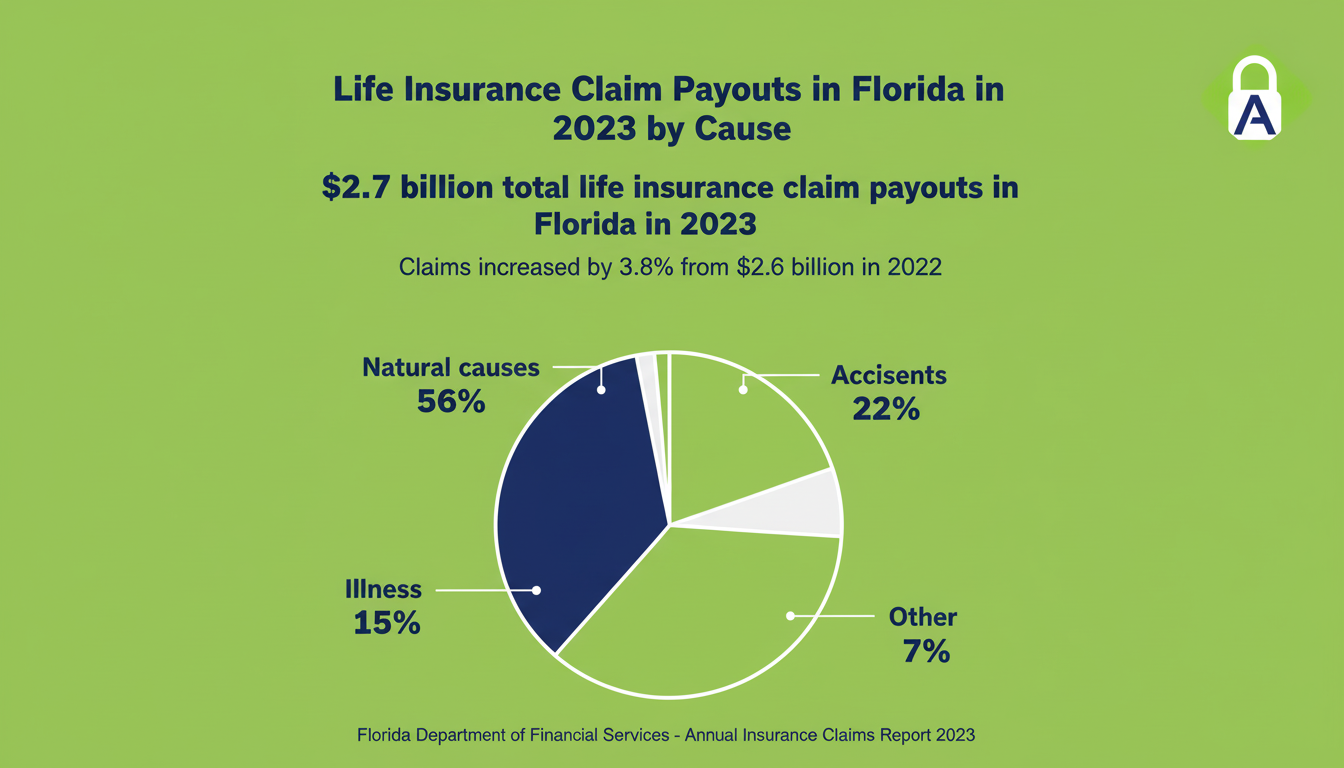 Life Insurance Claim Payouts in Florida in
2023 by Cause
$2.7 billion total life insurance claim payouts in
Florida in 2023
Claims increased by 3.8% from $2.6 billion in 2022
A
Natural causes
56%
Accisents
22%
Illness
15%
Other
7%
Florida Department of Financial Services - Annual Insurance Claims Report 2023